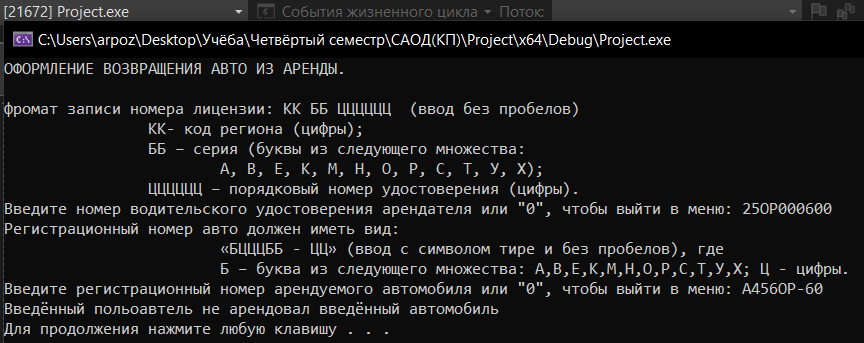 [21672] Project.exe События жизненного цикла Поток:
C:\Users\arpoz\Desktop\Учёба\Четвёртый семестр\САОД(КП)\Project\x64\Debug\Project.exe
ОФОРМЛЕНИЕ ВОЗВРАЩЕНИЯ АВТО ИЗ АРЕНДЫ.
фромат записи номера лицензии: КК ББ ЦЦЦЦЦЦ (ввод без пробелов)
КК- код региона (цифры);
ББ – серия (буквы из следующего множества:
А, В, Е, К, М, Н, О, Р, С, Т, У, Х);
ЦЦЦЦЦЦ – порядковый номер удостоверения (цифры).
Введите номер водительского удостоверения арендателя или "0", чтобы выйти в меню: 25ОР000600
Регистрационный номер авто должен иметь вид:
«БЦЦЦББ - ЦЦ» (ввод с символом тире и без пробелов), где
Б – буква из следующего множества: А,В,Е,К,М,Н,О,Р,С,Т,У,Х; Ц - цифры.
Введите регистрационный номер арендуемого автомобиля или "0", чтобы выйти в меню: А456ОР-60
Введённый польоавтель не арендовал введённый автомобиль
Для продолжения нажмите любую клавишу . . .